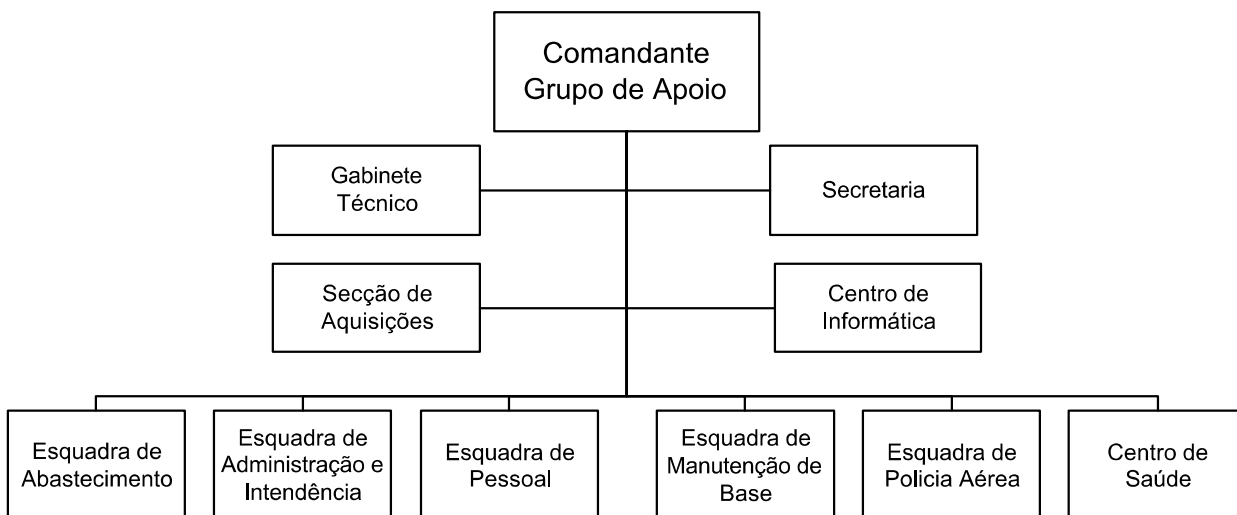 Comandante
Grupo de Apoio
Gabinete
Técnico
Secretaria
Secção de
Aquisições
Centro de
Informática
Esquadra de
Abastecimento
Esquadra de
Administração e
Intendência
Esquadra de
Pessoal
Esquadra de
Manutenção de
Base
Esquadra de
Policia Aérea
Centro de
Saúde